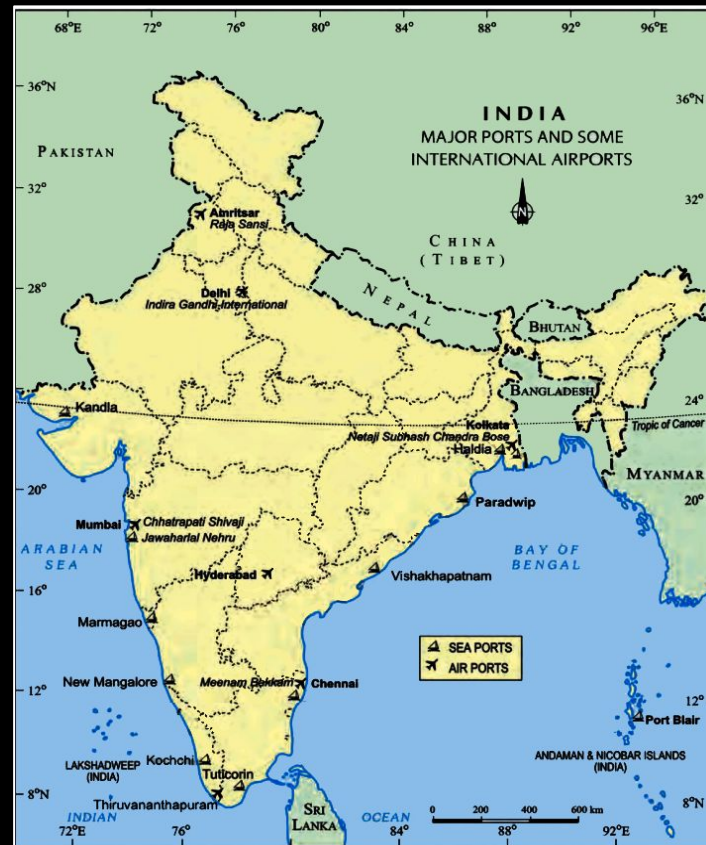 68°E
72°
76°
80°
84°
88°
92°
96°E
36°N
36°N
INDIA
MAJOR PORTS AND SOME
INTERNATIONAL AIRPORTS
PAKISTAN
N
32°
32°
Amritsar
Raja Sansi
CHINA
(TIBET)
28°
28°
Delhi
Indira Gandhi International
NEPAL
BHUTAN
BANGLADESH
24°
Kandla
Tropic of Cancer
Kolkata
Netaji Subhash Chandra Bose
Haldia
MYANMAR
20°
20°
Paradwip
Mumbai
Chhatrapati Shivaji
Jawaharlal Nehru
ARABIAN
SEA
BAY OF
BENGAL
Hyderabad
Vishakhapatnam
16°
16°
Marmagao
SEA PORTS
AIR PORTS
New Mangalore
Meenam Bakkam
Chennai
12°
12°
Port Blair
LAKSHADWEEP
(INDIA)
Kochchi
ANDAMAN & NICOBAR ISLANDS
(INDIA)
Tuticorin
8°N
8°N
Thiruvananthapuram
INDIAN
SRI
LANKA
OCEAN
0
200
400
600 km
72°E
76°
84°
88°
92°E